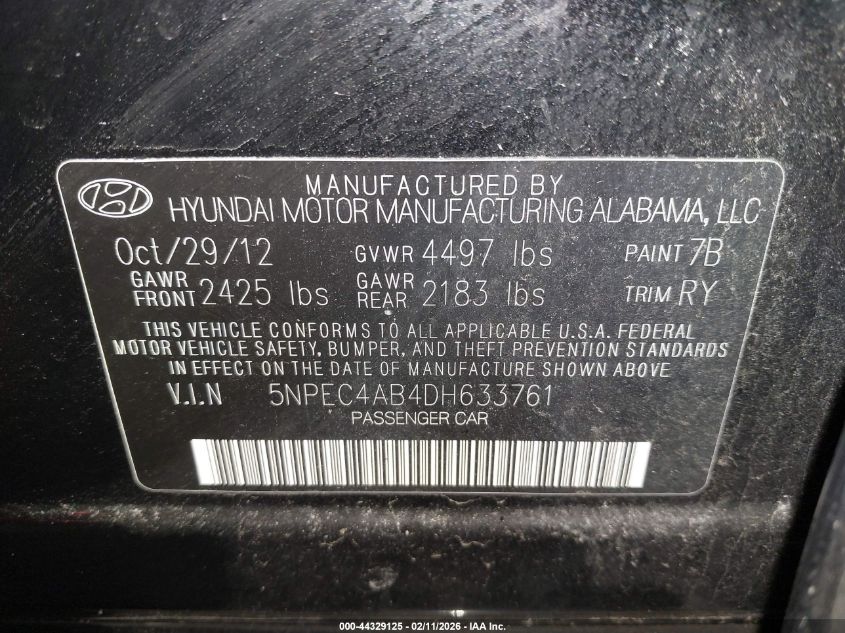 MANUFACTURED BY
HYUNDAI MOTOR MANUFACTURING ALABAMA, LLC
Oct/29/12 GVWR 4497 lbs PAINT 7B
GAWR FRONT 2425 lbs GAWR REAR 2183 lbs TRIM RY
THIS VEHICLE CONFORMS TO ALL APPLICABLE U.S.A. FEDERAL
MOTOR VEHICLE SAFETY, BUMPER, AND THEFT PREVENTION STANDARDS
IN EFFECT ON THE DATE OF MANUFACTURE SHOWN ABOVE
V.I.N 5NPEC4AB4DH633761
PASSENGER CAR
000-44329125 - 02/11/2026 - IAA Inc.